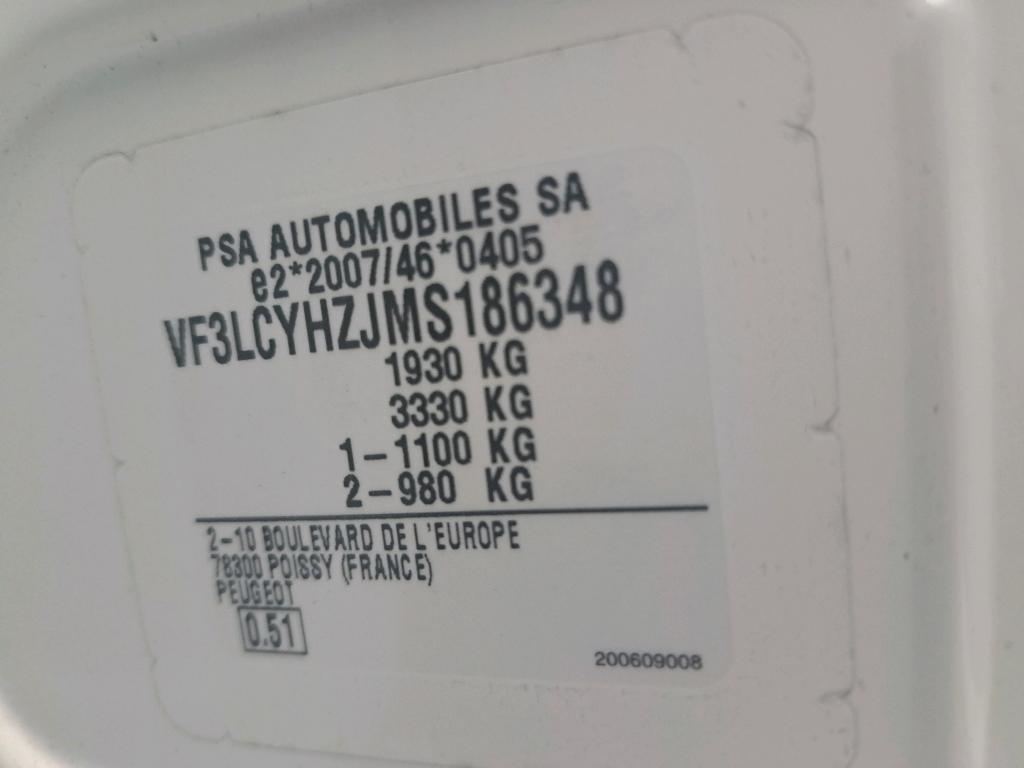 PSA AUTOMOBILES SA
e2*2007/46*0405
VF3LCYHZJMS186348
1930 KG
3330 KG
1-1100 KG
2-980 KG
2-10 BOULEVARD DE L'EUROPE
78300 POISSY (FRANCE)
PEUGEOT
0.51
200609008